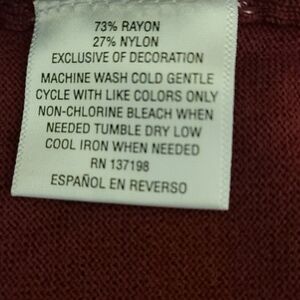 73% RAYON
27% NYLON
EXCLUSIVE OF DECORATION
MACHINE WASH COLD GENTLE
CYCLE WITH LIKE COLORS ONLY
NON-CHLORINE BLEACH WHEN
NEEDED TUMBLE DRY LOW
COOL IRON WHEN NEEDED
RN 137198
ESPAÑOL EN REVERSO